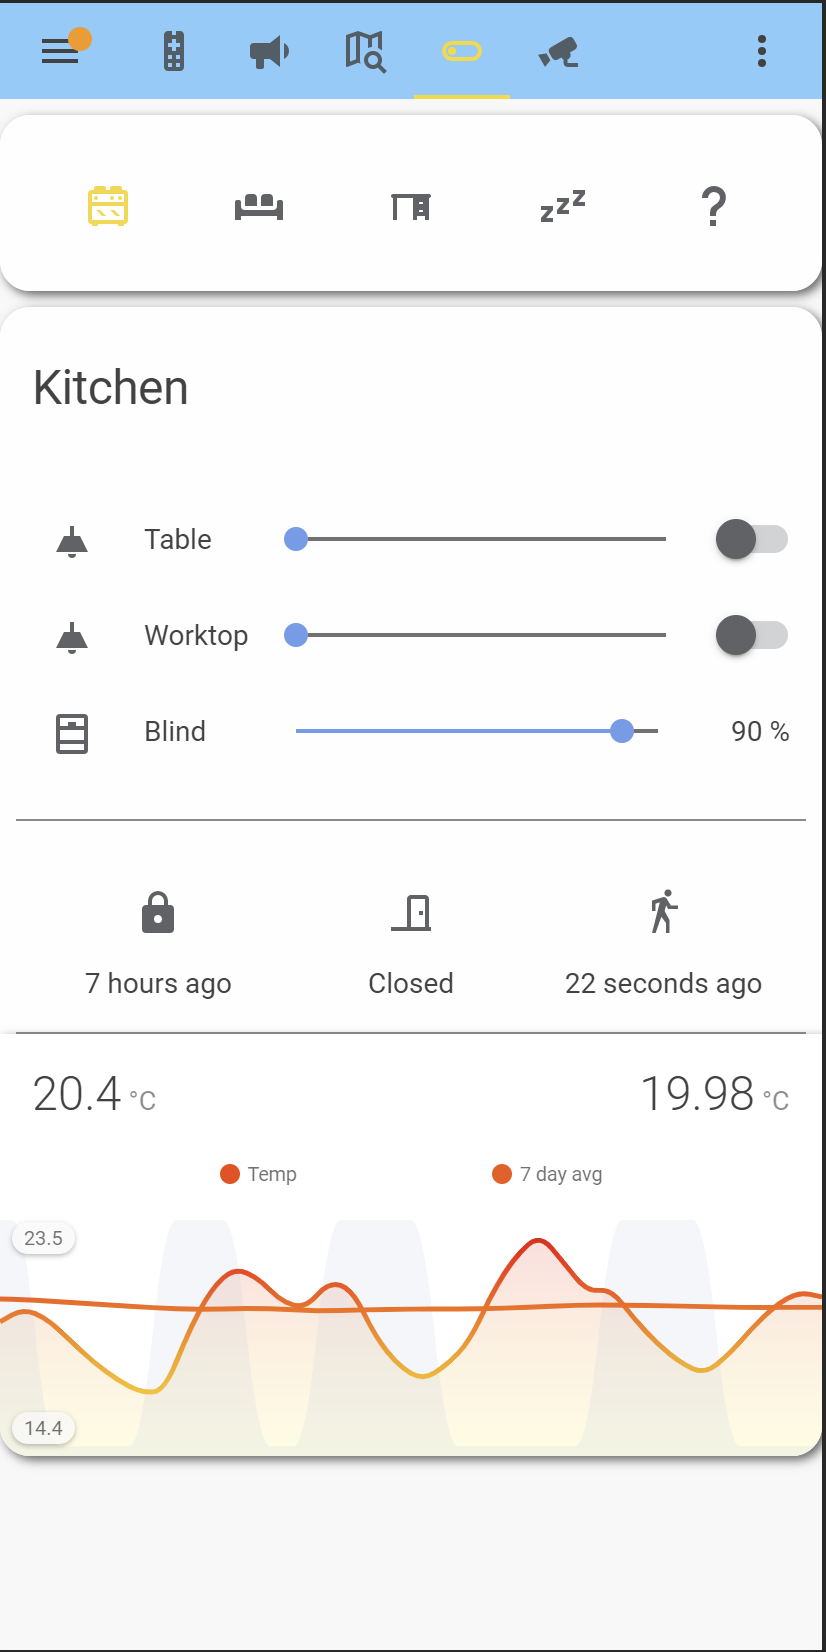 zzz
?
Kitchen
Table
Worktop
Blind 90 %
7 hours ago Closed 22 seconds ago
20.4 °C 19.98 °C
Temp 7 day avg
23.5
14.4